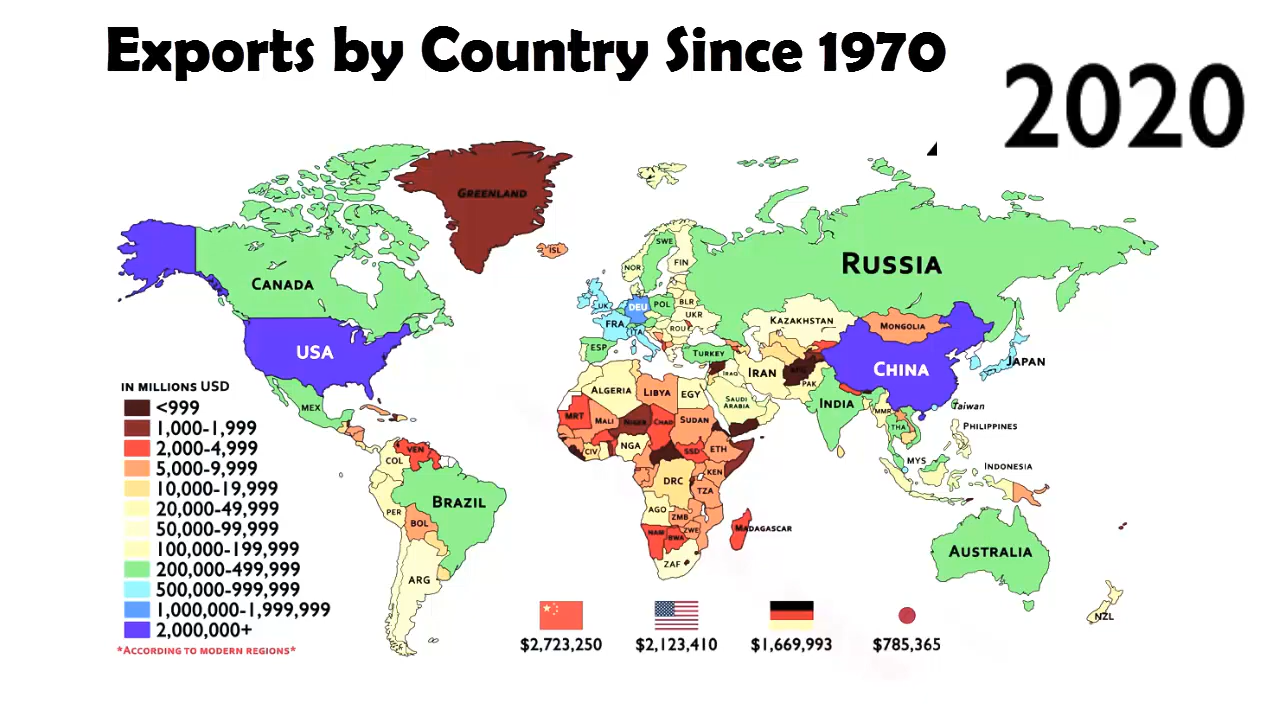 Exports by Country Since 1970
2020
GREENLAND
ISL
SWE
NOR
FIN
RUSSIA
CANADA
UK
DEU
POL
BLR
UKR
FRA
ITA
ROU
KAZAKHSTAN
MONGOLIA
USA
ESP
TURKEY
CHINA
JAPAN
IRAQ
IRAN
AFG
PAK
ALGERIA
LIBYA
EGY
SAUDI
ARABIA
INDIA
MEX
Taiwan
MRT
MALI
NIGER
CHAD
SUDAN
MMR
THA
PHILIPPINES
VEN
COL
CIV
NGA
SSD
ETH
MYS
INDONESIA
KEN
DRC
TZA
BRAZIL
PER
BOL
AGO
ZMB
ZWE
NAM
BWA
MADAGASCAR
ZAF
AUSTRALIA
ARG
NZL
IN MILLIONS USD
<999
1,000-1,999
2,000-4,999
5,000-9,999
10,000-19,999
20,000-49,999
50,000-99,999
100,000-199,999
200,000-499,999
500,000-999,999
1,000,000-1,999,999
2,000,000+
*ACCORDING TO MODERN REGIONS*
$2,723,250 $2,123,410 $1,669,993 $785,365